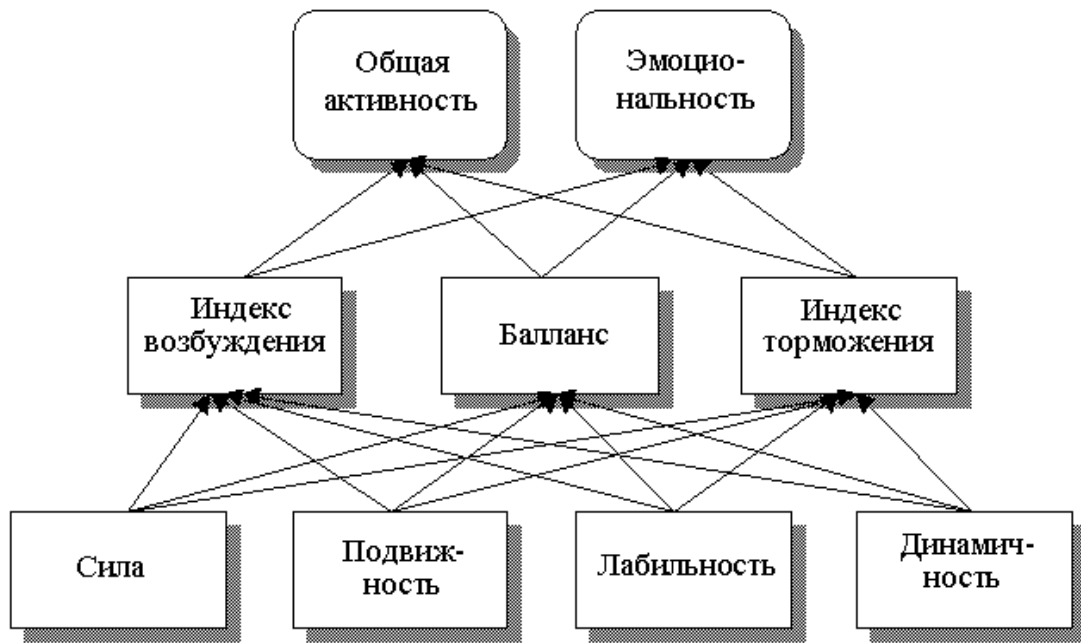 Общая
активность
Эмоцио-
нальность
Индекс
возбуждения
Балланс
Индекс
торможения
Сила
Подвиж-
ность
Лабильность
Динамич-
ность